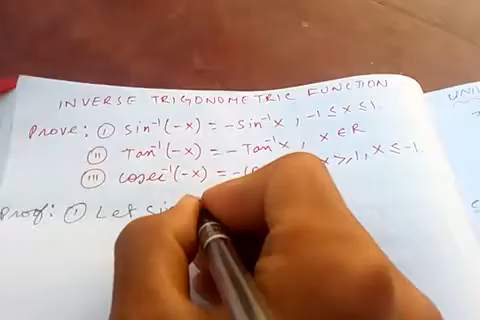 INVERSE TRIGONOMETRIC FUNCTION
Prove: (i) Sin⁻¹(-x) = -Sin⁻¹x, -1 ≤ x ≤ 1.
(ii) Tan⁻¹(-x) = -Tan⁻¹x, x ∈ R
(iii) Cosec⁻¹(-x) = - x ≥ 1, x ≤ -1.
Proof: (i) Let
UNI